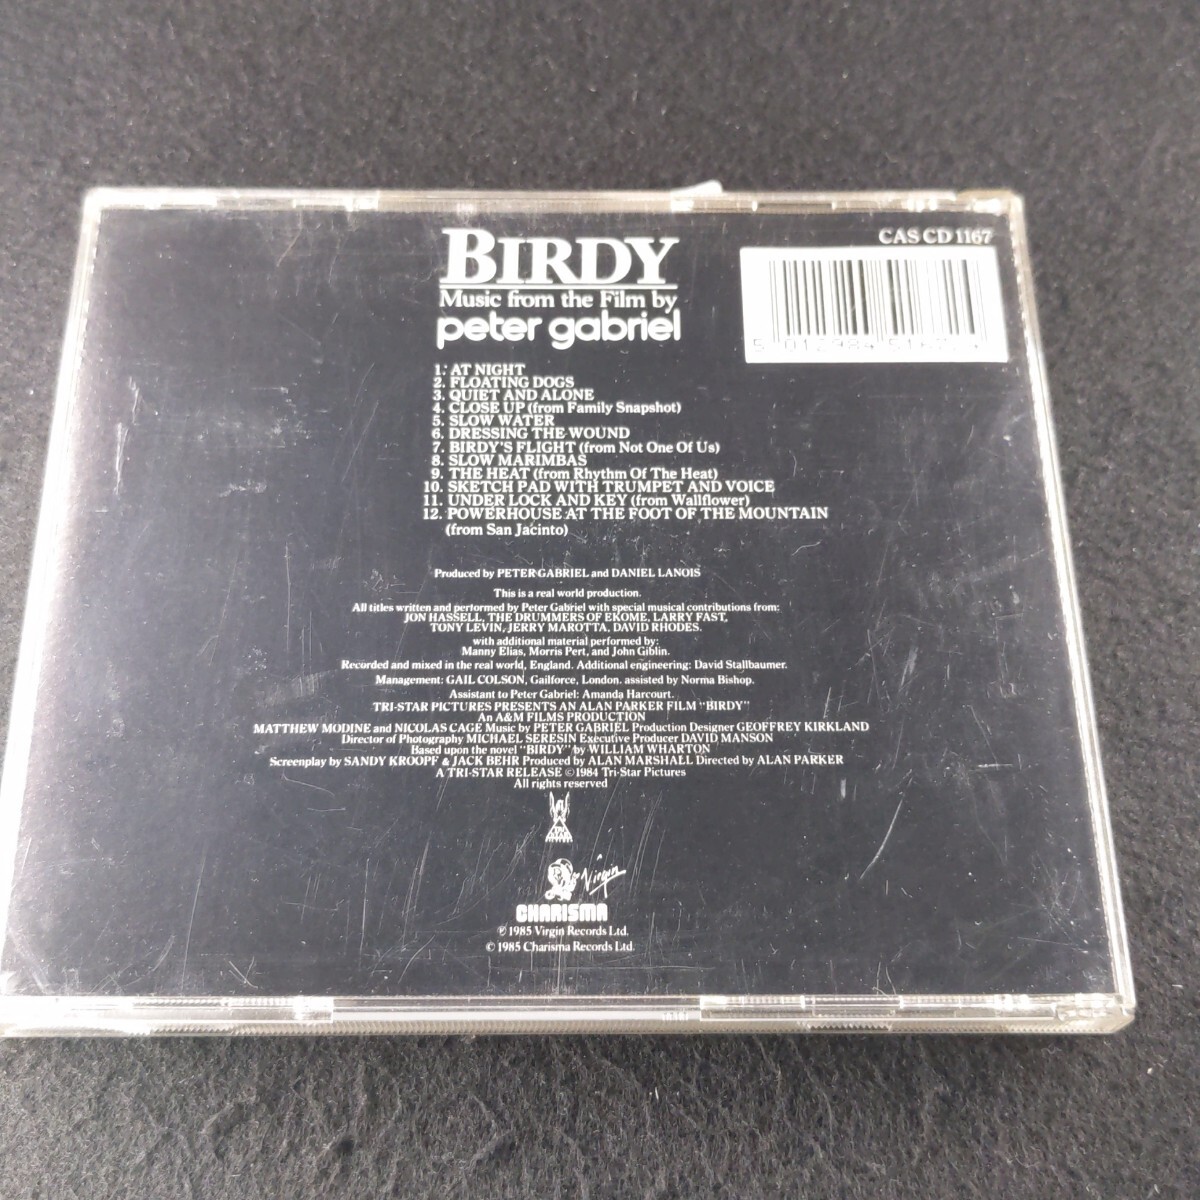 BIRDY
Music from the Film by
peter gabriel
CAS CD 1167
1. AT NIGHT
2. FLOATING DOGS
3. QUIET AND ALONE
4. CLOSE UP (from Family Snapshot)
5. SLOW WATER
6. DRESSING THE WOUND
7. BIRDY'S FLIGHT (from Not One Of Us)
8. SLOW MARIMBAS
9. THE HEAT (from Rhythm Of The Heat)
10. SKETCH PAD WITH TRUMPET AND VOICE
11. UNDER LOCK AND KEY (from Wallflower)
12. POWERHOUSE AT THE FOOT OF THE MOUNTAIN
(from San Jacinto)
Produced by PETER GABRIEL and DANIEL LANOIS
This is a real world production.
All titles written and performed by Peter Gabriel with special musical contributions from:
JON HASSELL, THE DRUMMERS OF EKOME, LARRY FAST,
TONY LEVIN, JERRY MAROTTA, DAVID RHODES.
with additional material performed by:
Manny Elias, Morris Pert, and John Giblin.
Recorded and mixed in the real world, England. Additional engineering: David Stallbaumer.
Management: GAIL COLSON, Gailforce, London. assisted by Norma Bishop.
Assistant to Peter Gabriel: Amanda Harcourt.
TRI-STAR PICTURES PRESENTS AN ALAN PARKER FILM "BIRDY"
An A&M FILMS PRODUCTION
MATTHEW MODINE and NICOLAS CAGE Music by PETER GABRIEL Production Designer GEOFFREY KIRKLAND
Director of Photography MICHAEL SERESIN Executive Producer DAVID MANSON
Based upon the novel "BIRDY" by WILLIAM WHARTON
Screenplay by SANDY KROOPF & JACK BEHR Produced by ALAN MARSHALL Directed by ALAN PARKER
A TRI-STAR RELEASE ©1984 Tri-Star Pictures
All rights reserved
Virgin
CHARISMA
℗ 1985 Virgin Records Ltd.
© 1985 Charisma Records Ltd.